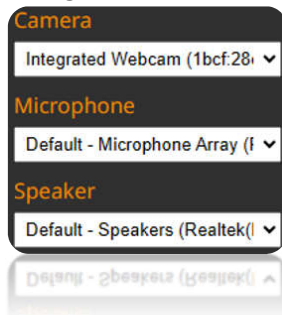 Camera
Integrated Webcam (1bcf:28
Microphone
Default - Microphone Array (
Speaker
Default - Speakers (Realtek(